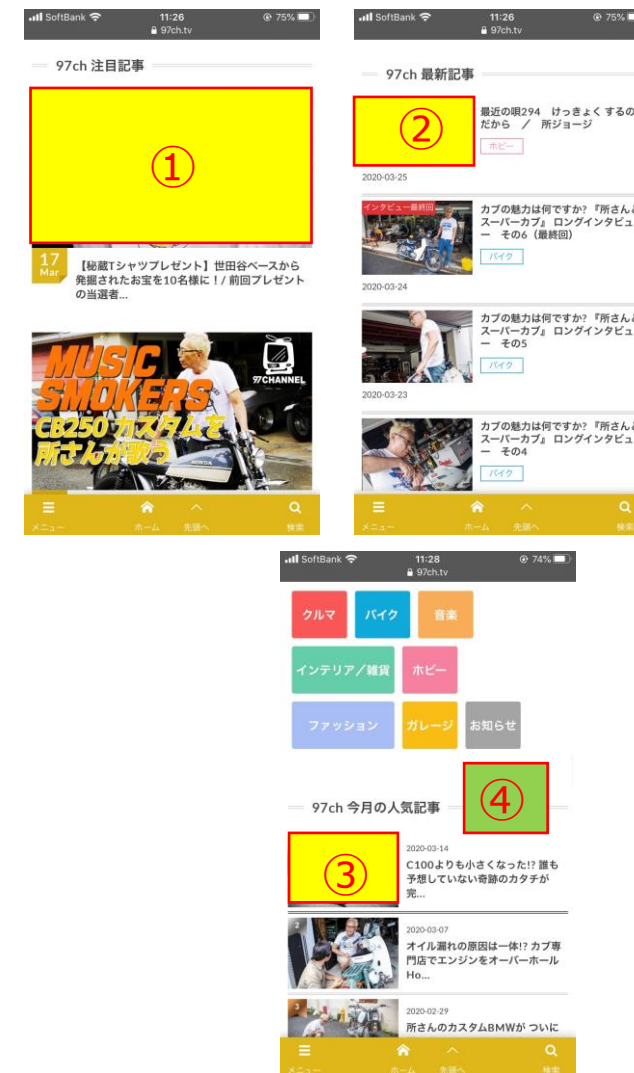 SoftBank 11:26 75%
97ch.tv
97ch 注目記事
①
17
Mar
【秘蔵Tシャツプレゼント】世田谷ベースから
発掘されたお宝を10名様に！/ 前回プレゼント
の当選者...
MUSIC
SMOKERS
97CHANNEL
CB250 カスタムを
所さんが歌う
HONDA
メニュー ホーム 先頭へ 検索
SoftBank 11:26 75%
97ch.tv
97ch 最新記事
②
最近の唄294 けっきょく するの
だから ／ 所ジョージ
ホビー
2020-03-25
インタビュー最終回
カブの魅力は何ですか? 『所さんと
スーパーカブ』 ロングインタビュ
ー その6（最終回）
バイク
2020-03-24
カブの魅力は何ですか? 『所さんと
スーパーカブ』 ロングインタビュ
ー その5
バイク
2020-03-23
カブの魅力は何ですか? 『所さんと
スーパーカブ』 ロングインタビュ
ー その4
バイク
メニュー ホーム 先頭へ 検索
SoftBank 11:28 74%
97ch.tv
クルマ バイク 音楽
インテリア／雑貨 ホビー
ファッション ガレージ お知らせ
④
97ch 今月の人気記事
③
2020-03-14
C100よりも小さくなった!? 誰も
予想していない奇跡のカタチが
完...
2
2020-03-07
オイル漏れの原因は一体!? カブ専
門店でエンジンをオーバーホール
Ho...
3
2020-02-29
所さんのカスタムBMWが ついに
メニュー ホーム 先頭へ 検索